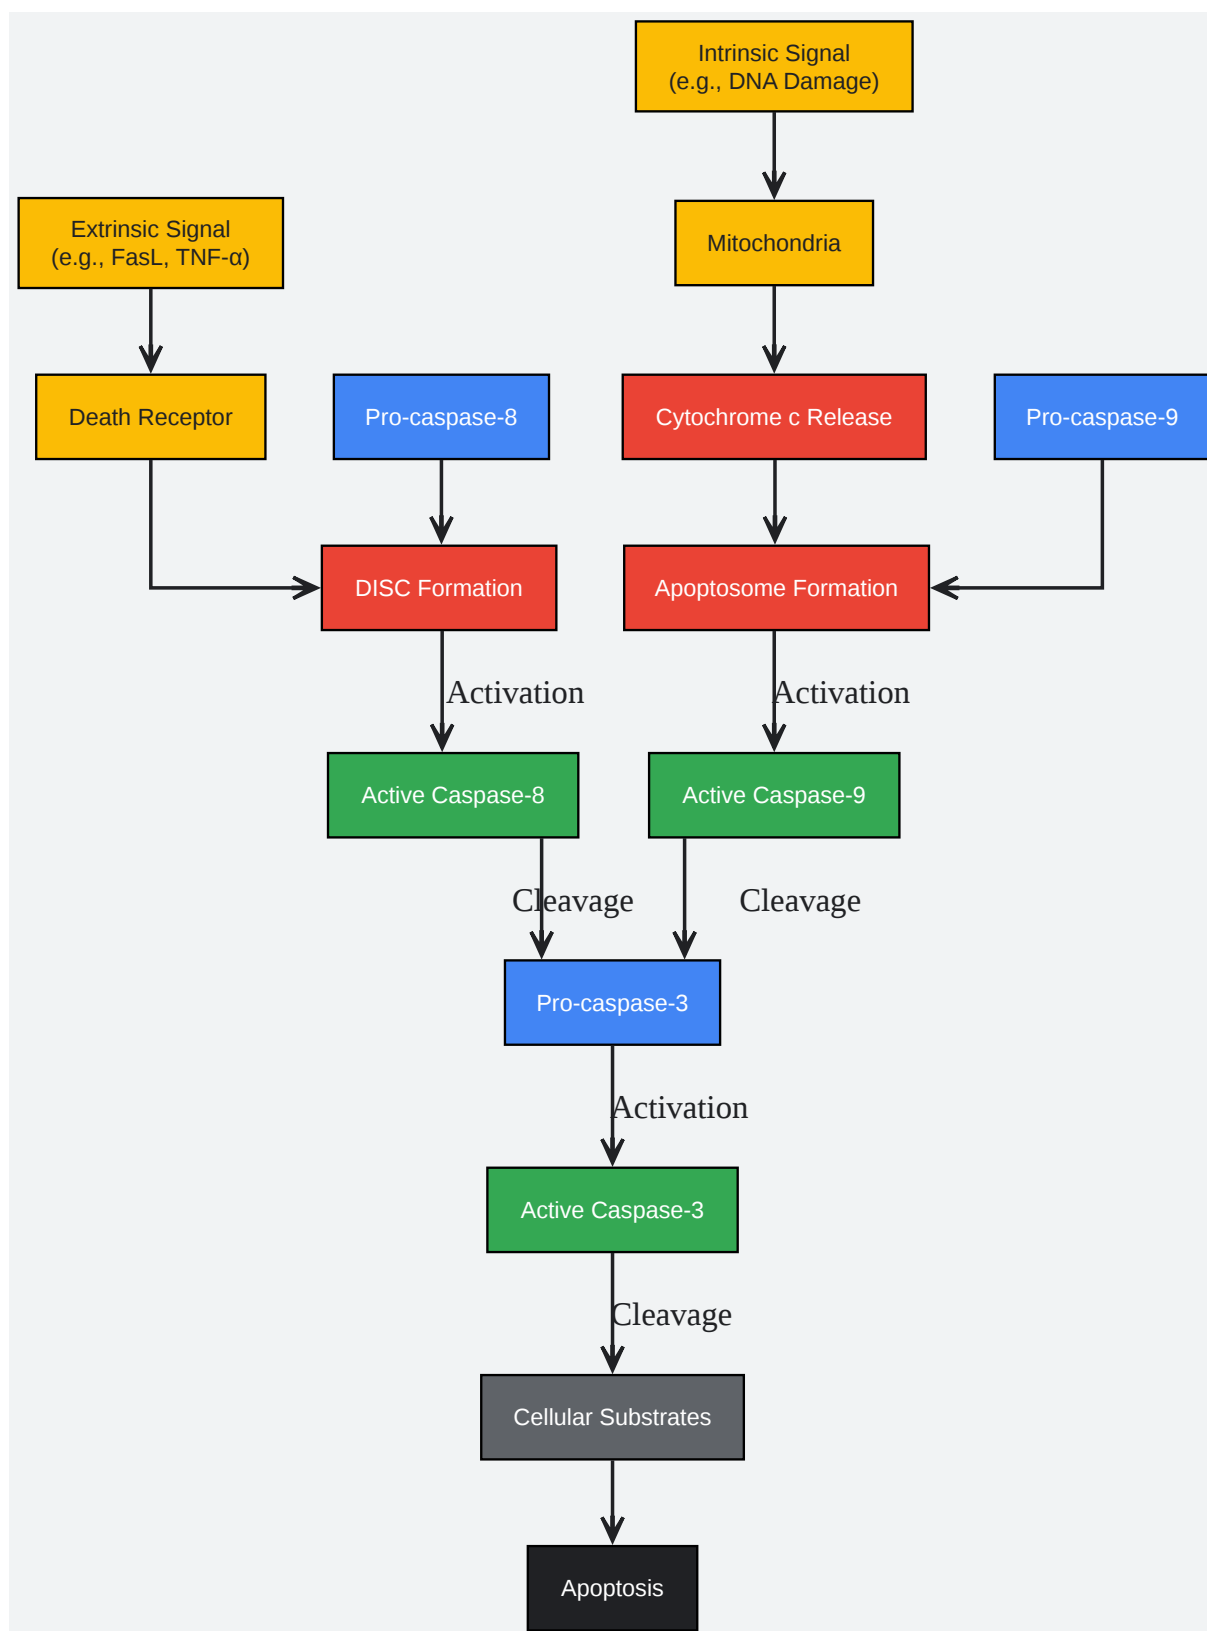 Intrinsic Signal
(e.g., DNA Damage)
Extrinsic Signal
(e.g., FasL, TNF-α)
Mitochondria
Death Receptor
Pro-caspase-8
Cytochrome c Release
Pro-caspase-9
DISC Formation
Apoptosome Formation
Activation
Activation
Active Caspase-8
Active Caspase-9
Cleavage
Cleavage
Pro-caspase-3
Activation
Active Caspase-3
Cleavage
Cellular Substrates
Apoptosis